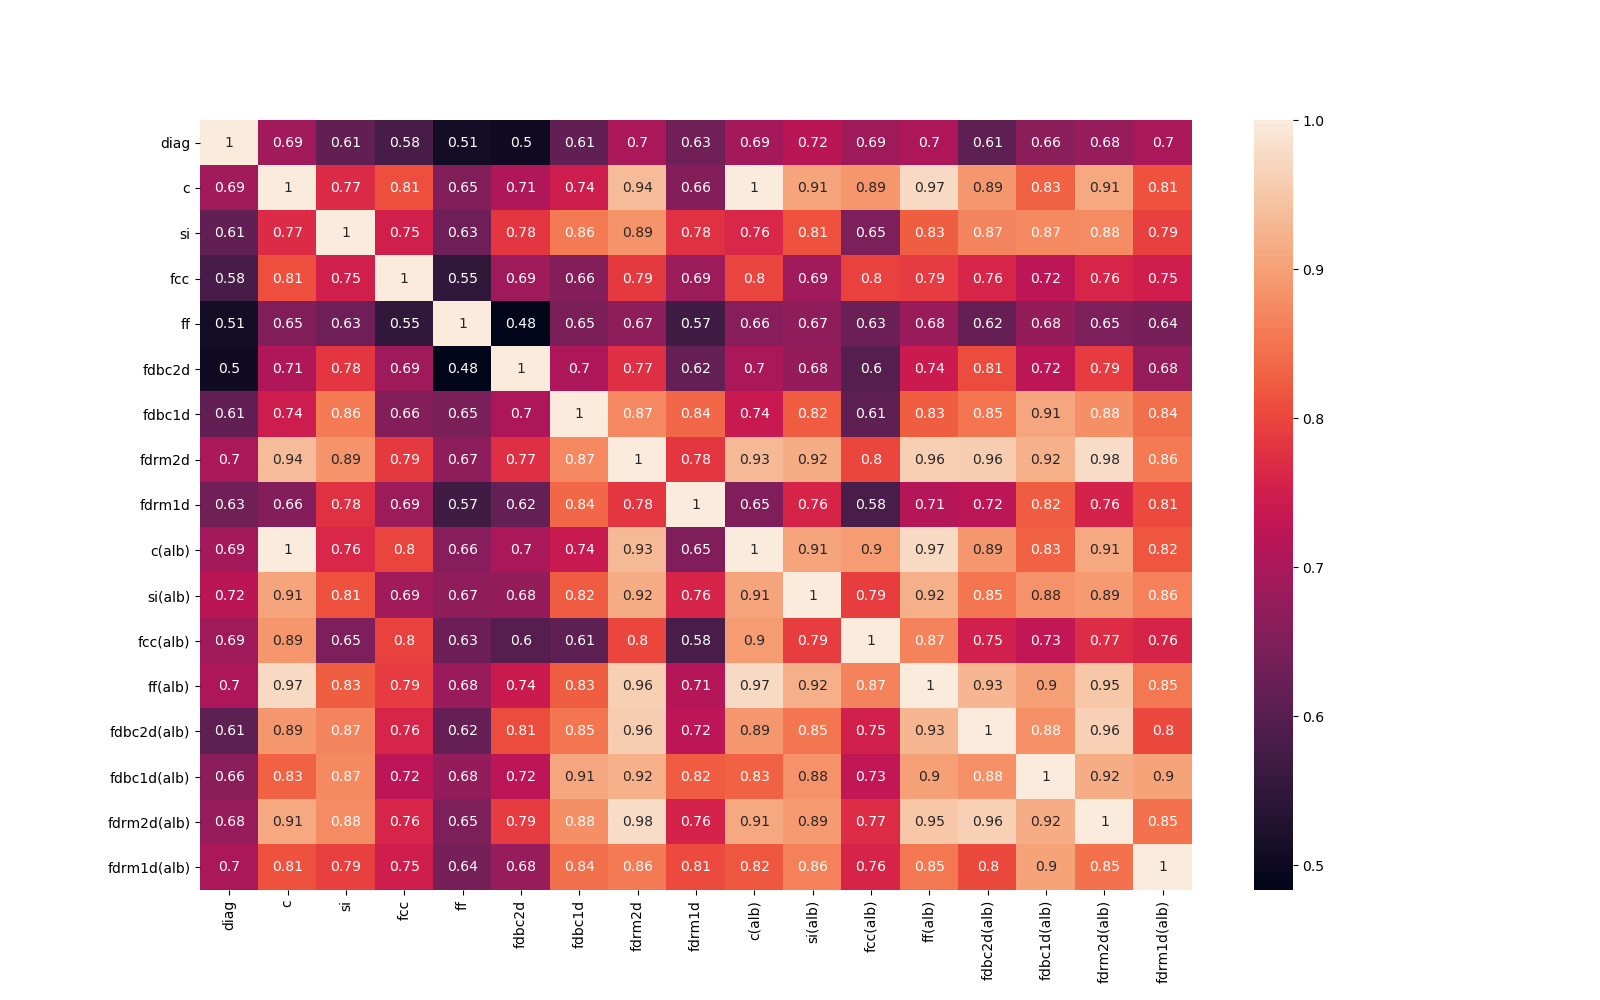 diag 1 0.69 0.61 0.58 0.51 0.5 0.61 0.7 0.63 0.69 0.72 0.69 0.7 0.61 0.66 0.68 0.7
c 0.69 1 0.77 0.81 0.65 0.71 0.74 0.94 0.66 1 0.91 0.89 0.97 0.89 0.83 0.91 0.81
si 0.61 0.77 1 0.75 0.63 0.78 0.86 0.89 0.78 0.76 0.81 0.65 0.83 0.87 0.87 0.88 0.79
fcc 0.58 0.81 0.75 1 0.55 0.69 0.66 0.79 0.69 0.8 0.69 0.8 0.79 0.76 0.72 0.76 0.75
ff 0.51 0.65 0.63 0.55 1 0.48 0.65 0.67 0.57 0.66 0.67 0.63 0.68 0.62 0.68 0.65 0.64
fdbc2d 0.5 0.71 0.78 0.69 0.48 1 0.7 0.77 0.62 0.7 0.68 0.6 0.74 0.81 0.72 0.79 0.68
fdbc1d 0.61 0.74 0.86 0.66 0.65 0.7 1 0.87 0.84 0.74 0.82 0.61 0.83 0.85 0.91 0.88 0.84
fdrm2d 0.7 0.94 0.89 0.79 0.67 0.77 0.87 1 0.78 0.93 0.92 0.8 0.96 0.96 0.92 0.98 0.86
fdrm1d 0.63 0.66 0.78 0.69 0.57 0.62 0.84 0.78 1 0.65 0.76 0.58 0.71 0.72 0.82 0.76 0.81
c(alb) 0.69 1 0.76 0.8 0.66 0.7 0.74 0.93 0.65 1 0.91 0.9 0.97 0.89 0.83 0.91 0.82
si(alb) 0.72 0.91 0.81 0.69 0.67 0.68 0.82 0.92 0.76 0.91 1 0.79 0.92 0.85 0.88 0.89 0.86
fcc(alb) 0.69 0.89 0.65 0.8 0.63 0.6 0.61 0.8 0.58 0.9 0.79 1 0.87 0.75 0.73 0.77 0.76
ff(alb) 0.7 0.97 0.83 0.79 0.68 0.74 0.83 0.96 0.71 0.97 0.92 0.87 1 0.93 0.9 0.95 0.85
fdbc2d(alb) 0.61 0.89 0.87 0.76 0.62 0.81 0.85 0.96 0.72 0.89 0.85 0.75 0.93 1 0.88 0.96 0.8
fdbc1d(alb) 0.66 0.83 0.87 0.72 0.68 0.72 0.91 0.92 0.82 0.83 0.88 0.73 0.9 0.88 1 0.92 0.9
fdrm2d(alb) 0.68 0.91 0.88 0.76 0.65 0.79 0.88 0.98 0.76 0.91 0.89 0.77 0.95 0.96 0.92 1 0.85
fdrm1d(alb) 0.7 0.81 0.79 0.75 0.64 0.68 0.84 0.86 0.81 0.82 0.86 0.76 0.85 0.8 0.9 0.85 1
diag c si fcc ff fdbc2d fdbc1d fdrm2d fdrm1d c(alb) si(alb) fcc(alb) ff(alb) fdbc2d(alb) fdbc1d(alb) fdrm2d(alb) fdrm1d(alb)
1.0
0.9
0.8
0.7
0.6
0.5